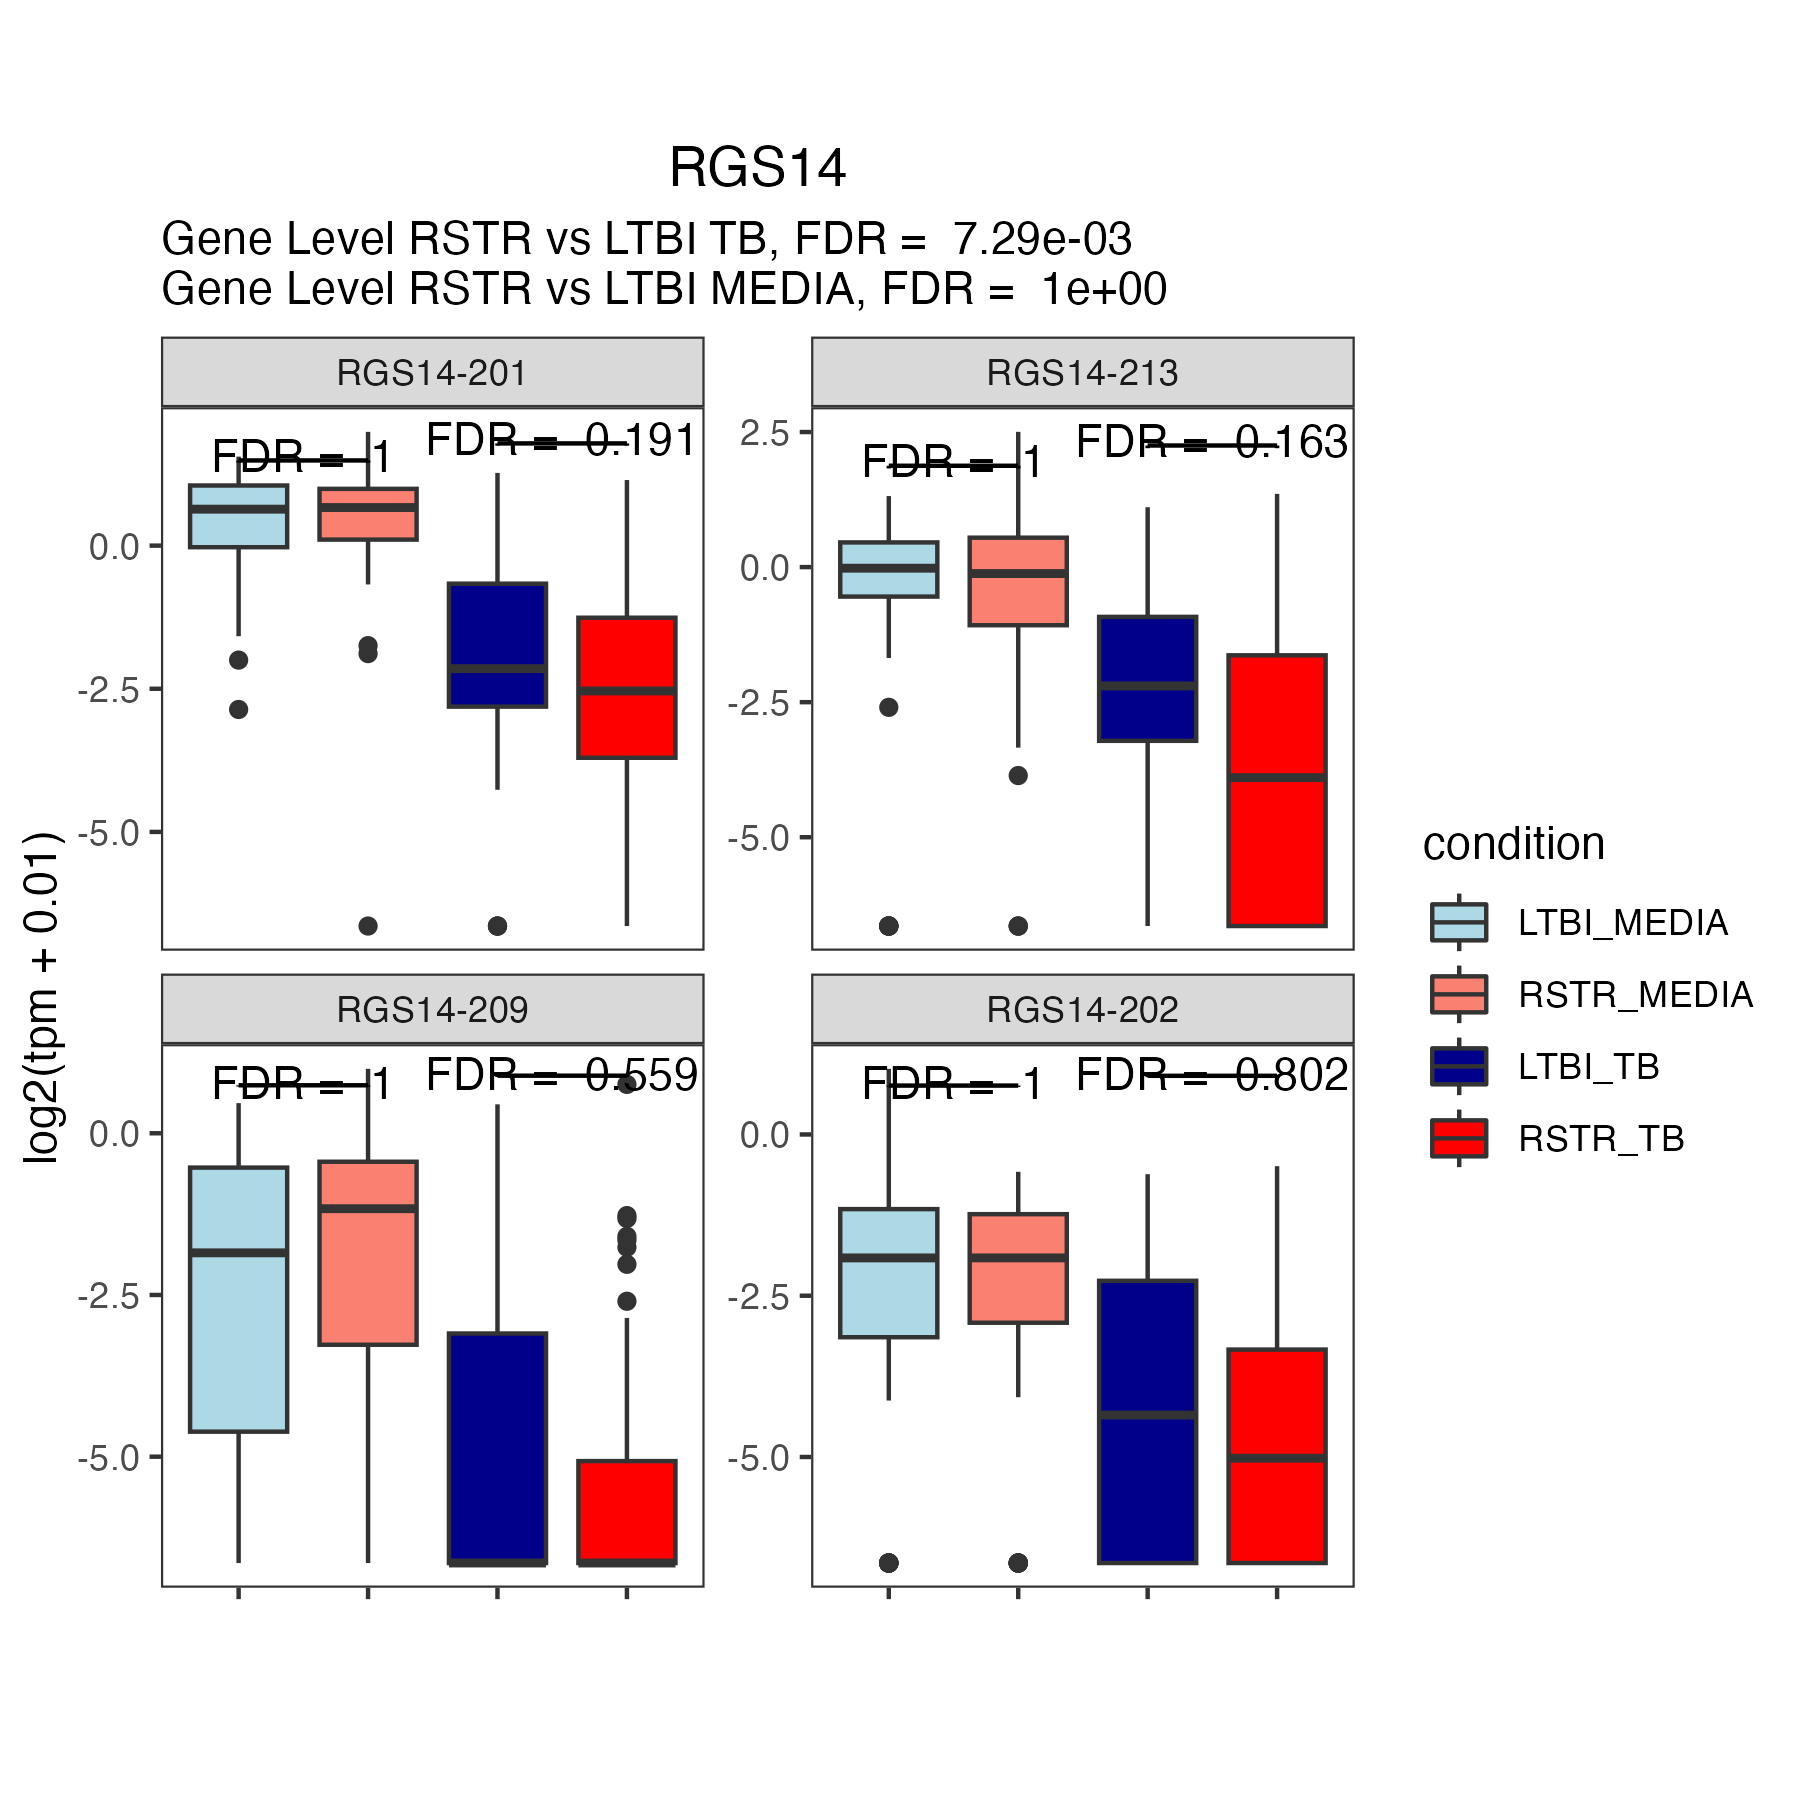 RGS14
Gene Level RSTR vs LTBI TB, FDR =  7.29e-03
Gene Level RSTR vs LTBI MEDIA, FDR =  1e+00
RGS14-201
FDR =  1
FDR =  0.191
0.0
-2.5
-5.0
RGS14-213
FDR =  1
FDR =  0.163
2.5
0.0
-2.5
-5.0
RGS14-209
FDR =  1
FDR =  0.559
0.0
-2.5
-5.0
RGS14-202
FDR =  1
FDR =  0.802
0.0
-2.5
-5.0
log2(tpm + 0.01)
condition
LTBI_MEDIA
RSTR_MEDIA
LTBI_TB
RSTR_TB